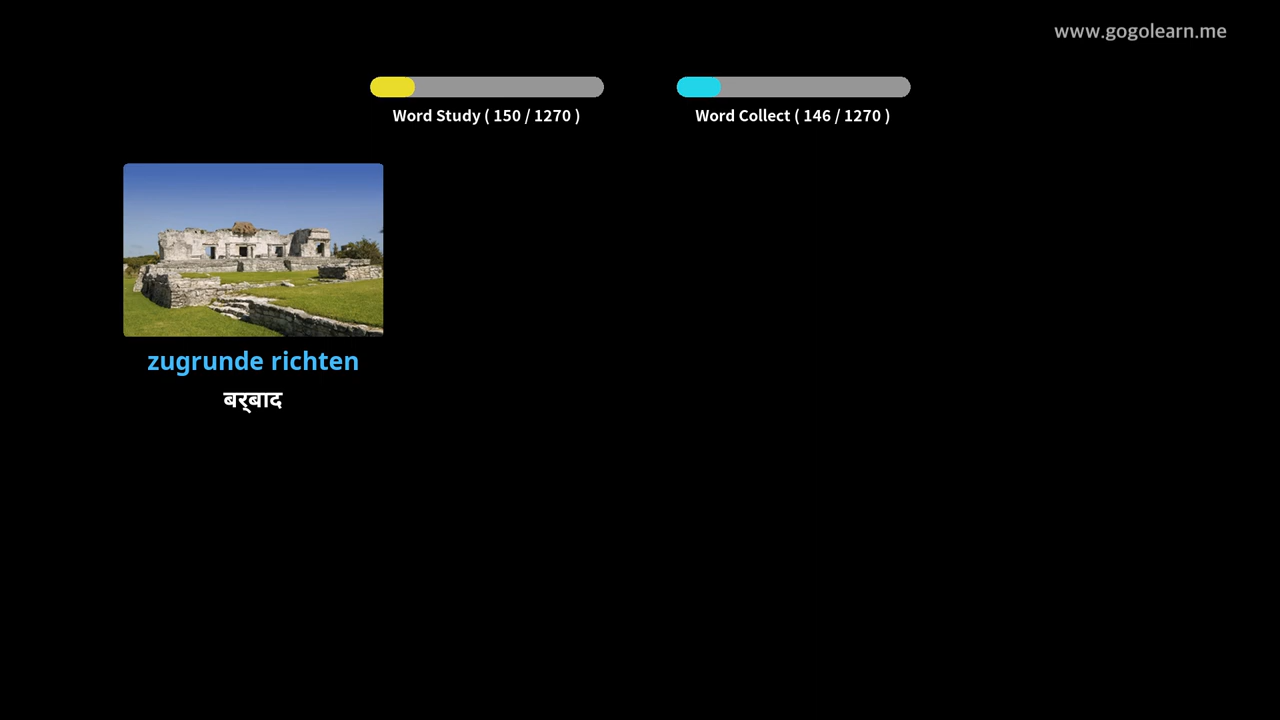 www.gogolearn.me
Word Study ( 150 / 1270 )
Word Collect ( 146 / 1270 )
zugrunde richten
बर्‌बाद